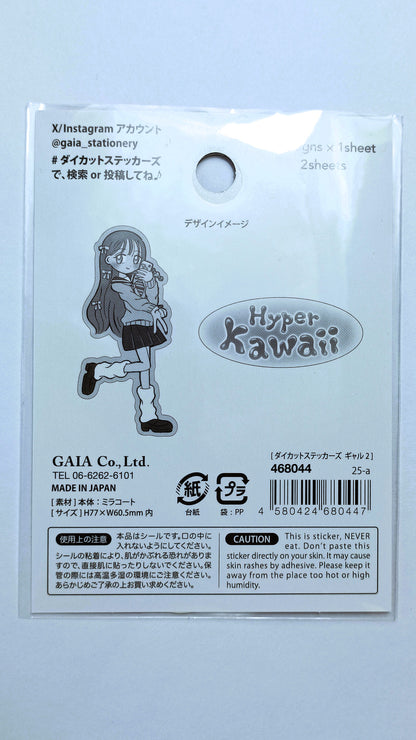 X/Instagram アカウント
@gaia_stationery
# ダイカットステッカーズ
で、検索 or 投稿してね♪
gns × 1sheet
2sheets
デザインイメージ
Hyper
Kawaii
GAIA Co., Ltd.
TEL 06-6262-6101
MADE IN JAPAN
[ 素材 ] 本体：ミラコート
[ サイズ ] H77×W60.5mm 内
紙
台紙
プラ
袋：PP
[ ダイカットステッカーズ ギャル 2 ]
468044
25-a
4 580424 680447
使用上の注意
本品はシールです。口の中に
入れないようにしてください。
シールの粘着により、肌がかぶれる恐れがありま
すので、直接肌に貼ったりしないでください。保
管の際には高温多湿の環境にご注意ください。
あらかじめご了承の上お買い求めください。
CAUTION
This is sticker, NEVER
eat. Don't paste this
sticker directly on your skin. It may cause
skin rashes by adhesive. Please keep it
away from the place too hot or high
humidity.